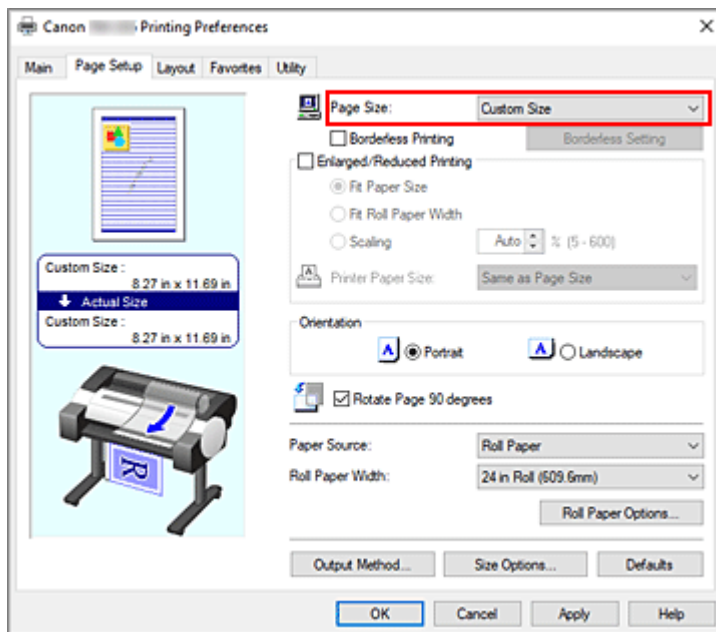 Canon Printing Preferences
Main Page Setup Layout Favorites Utility
Page Size: Custom Size
Borderless Printing Borderless Setting
Enlarged/Reduced Printing
Fit Paper Size
Fit Roll Paper Width
Scaling Auto % (5 - 600)
Printer Paper Size: Same as Page Size
Custom Size :
8.27 in x 11.69 in
Actual Size
Custom Size :
8.27 in x 11.69 in
Orientation
A Portrait A Landscape
Rotate Page 90 degrees
R
Paper Source: Roll Paper
Roll Paper Width: 24 in Roll (609.6mm)
Roll Paper Options...
Output Method... Size Options... Defaults
OK Cancel Apply Help